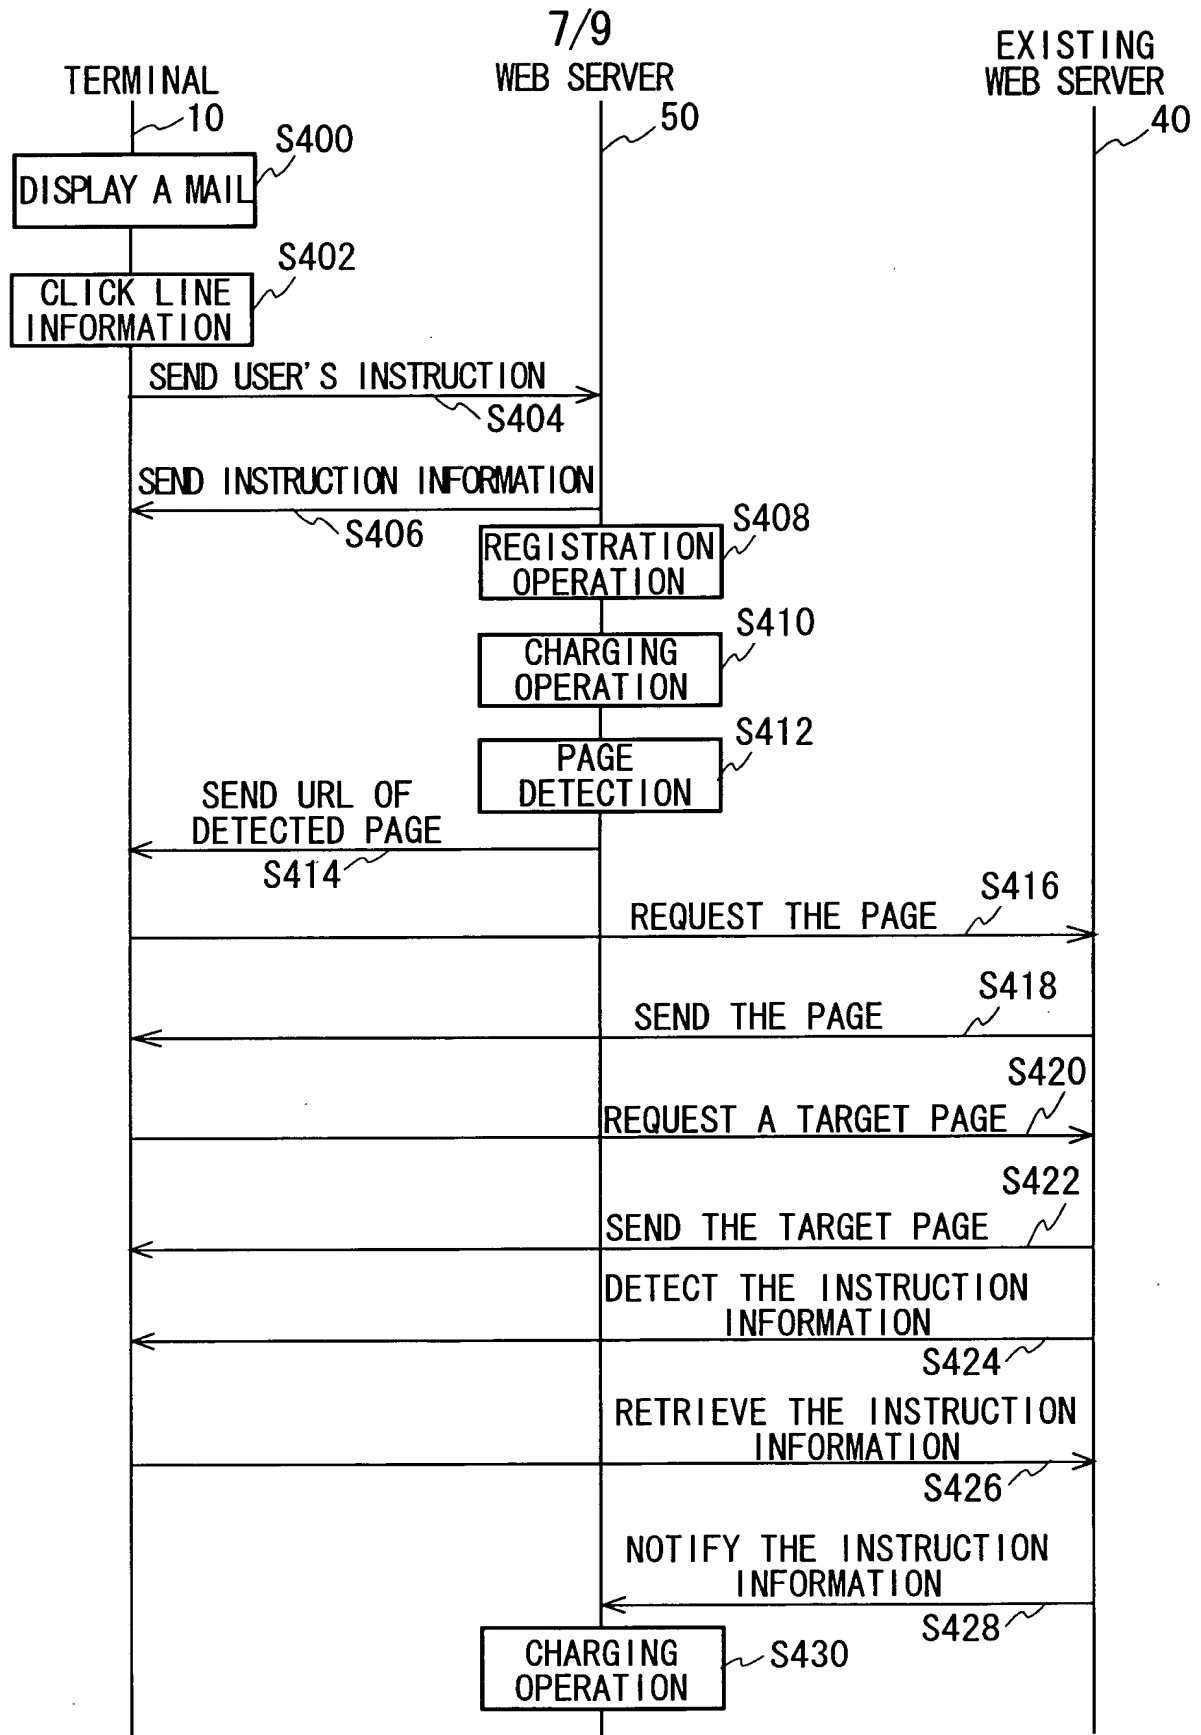 7/9
TERMINAL
WEB SERVER
EXISTING
WEB SERVER
10
50
40
S400
DISPLAY A MAIL
S402
CLICK LINE
INFORMATION
SEND USER'S INSTRUCTION
S404
SEND INSTRUCTION INFORMATION
S406
S408
REGISTRATION
OPERATION
S410
CHARGING
OPERATION
S412
PAGE
DETECTION
SEND URL OF
DETECTED PAGE
S414
S416
REQUEST THE PAGE
S418
SEND THE PAGE
S420
REQUEST A TARGET PAGE
S422
SEND THE TARGET PAGE
DETECT THE INSTRUCTION
INFORMATION
S424
RETRIEVE THE INSTRUCTION
INFORMATION
S426
NOTIFY THE INSTRUCTION
INFORMATION
S428
CHARGING
OPERATION
S430